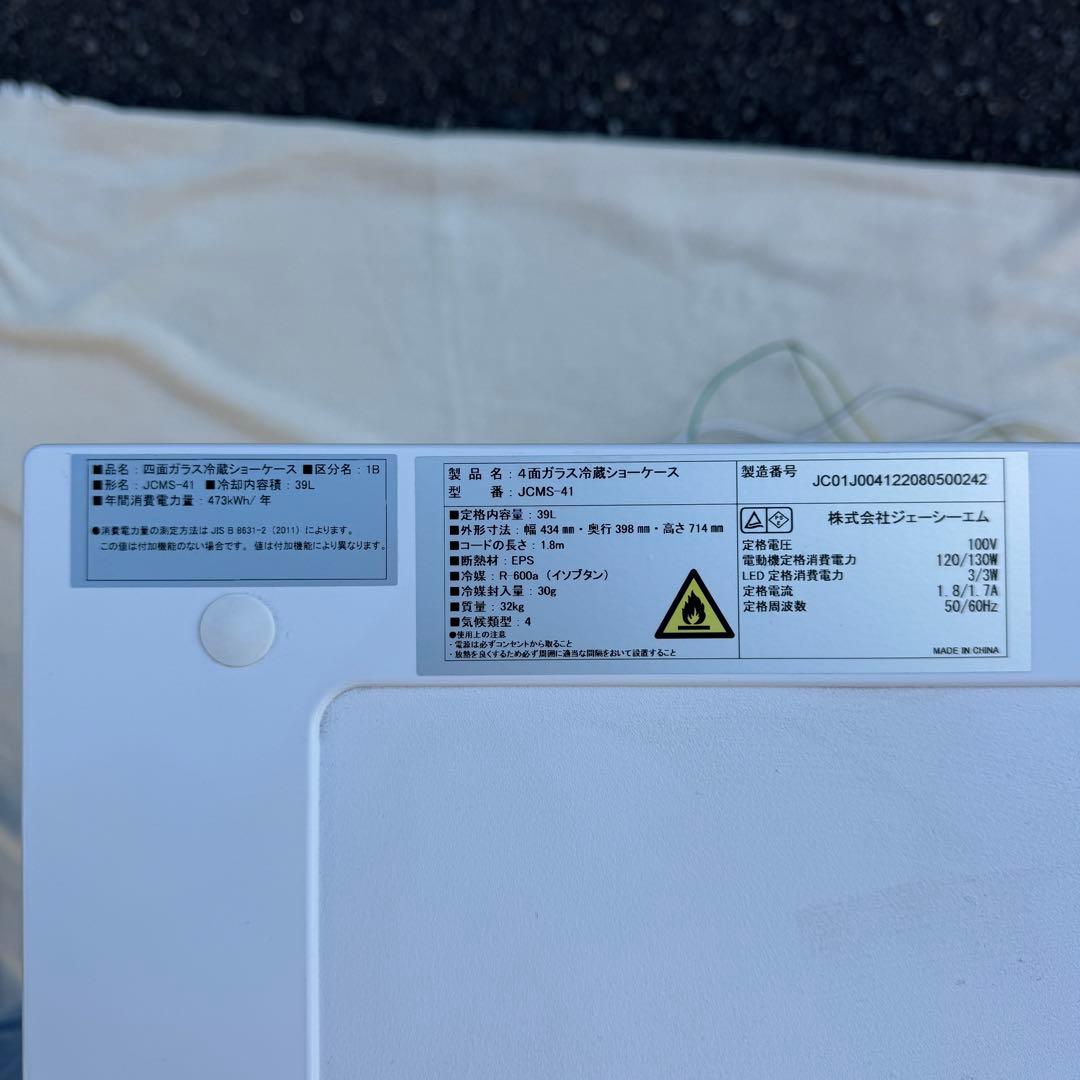 ■品名：四面ガラス冷蔵ショーケース ■区分名：1B
■形名：JCMS-41 ■冷却内容積：39L
■年間消費電力量：473kWh/年
●消費電力量の測定方法は JIS B 8631-2（2011）によります。
この値は付加機能のない場合です。値は付加機能により異なります。
製品名：4面ガラス冷蔵ショーケース
型 番：JCMS-41
■定格内容量：39L
■外形寸法：幅 434 mm・奥行 398 mm・高さ 714 mm
■コードの長さ：1.8m
■断熱材：EPS
■冷媒：R-600a（イソブタン）
■冷媒封入量：30g
■質量：32kg
■気候類型：4
●使用上の注意
・電源は必ずコンセントから取ること
・放熱を良くするため必ず周囲に適当な間隔をおいて設置すること
製造番号
JC01J004122080500242
株式会社ジェーシーエム
定格電圧 100V
電動機定格消費電力 120/130W
LED 定格消費電力 3/3W
定格電流 1.8/1.7A
定格周波数 50/60Hz
MADE IN CHINA